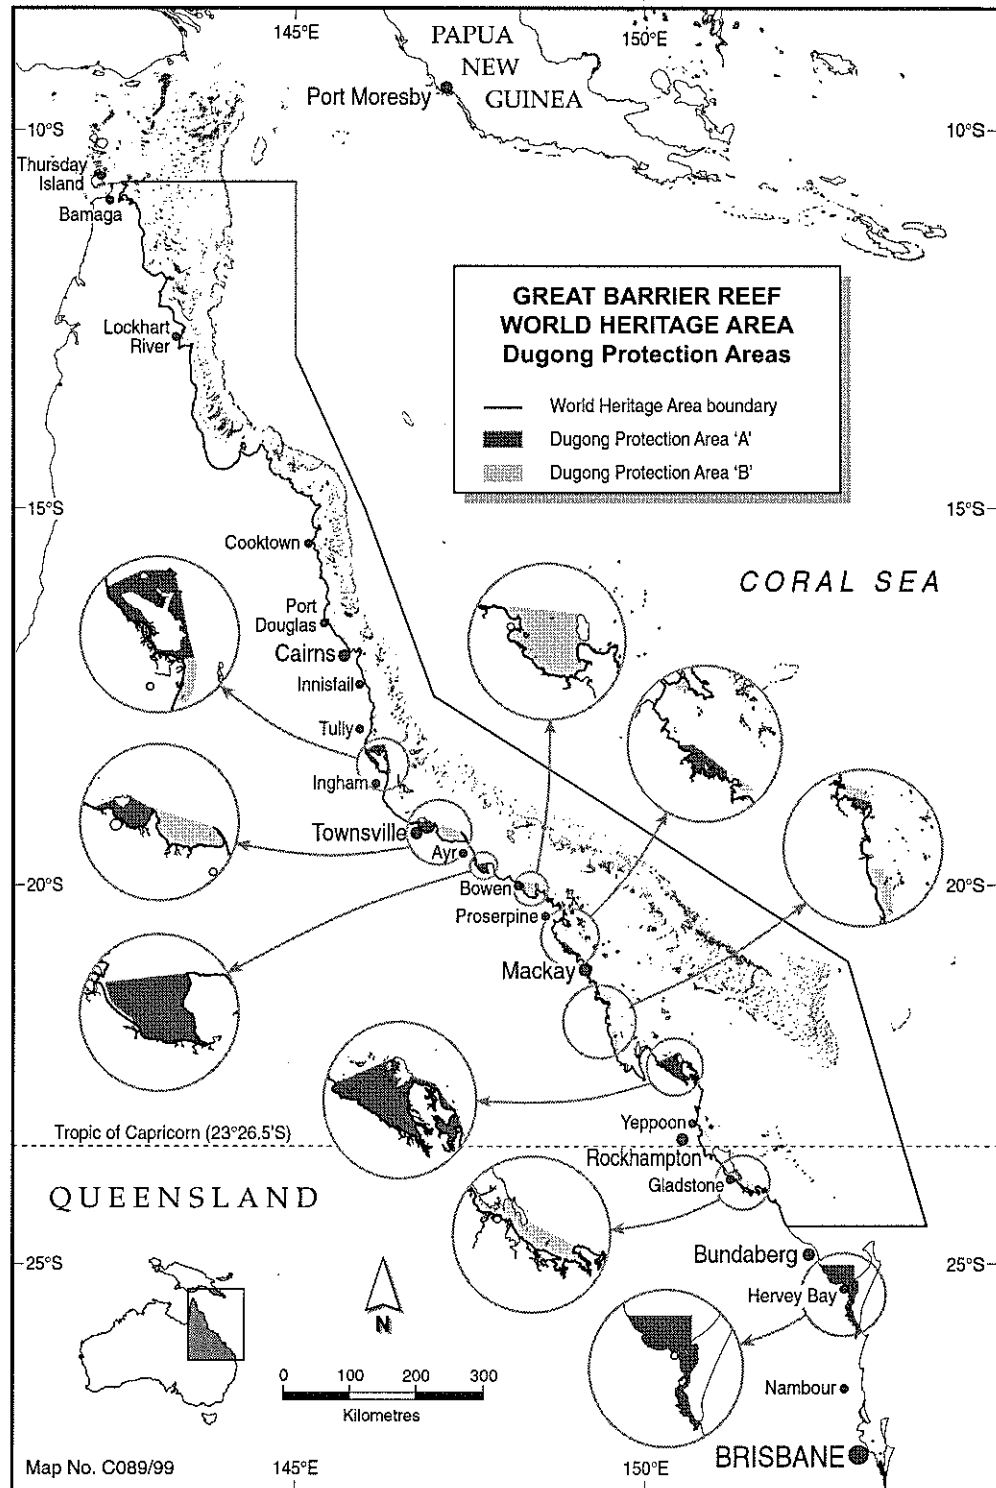 145°E
150°E
PAPUA
NEW
GUINEA
Port Moresby
10°S
10°S
Thursday
Island
Bamaga
GREAT BARRIER REEF
WORLD HERITAGE AREA
Dugong Protection Areas
World Heritage Area boundary
Dugong Protection Area 'A'
Dugong Protection Area 'B'
Lockhart
River
15°S
15°S
Cooktown
CORAL SEA
Port
Douglas
Cairns
Innisfail
Tully
Ingham
Townsville
Ayr
20°S
Bowen
20°S
Proserpine
Mackay
Yeppoon
Tropic of Capricorn (23°26.5'S)
Rockhampton
Gladstone
QUEENSLAND
Bundaberg
25°S
25°S
Hervey Bay
N
0 100 200 300
Kilometres
Nambour
BRISBANE
Map No. C089/99
145°E
150°E